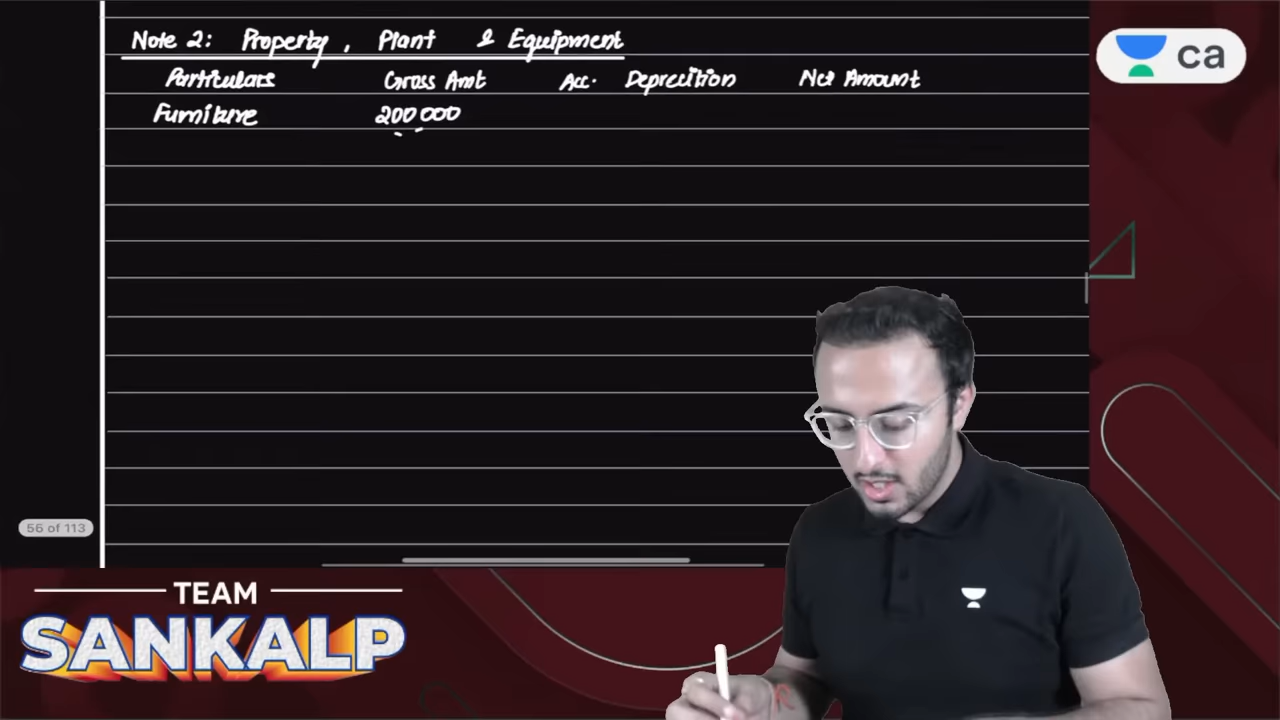 Note 2: Property, Plant & Equipment
Particulars Gross Amt Acc. Depreciation Net Amount
Furniture 200000
ca
56 of 113
TEAM
SANKALP